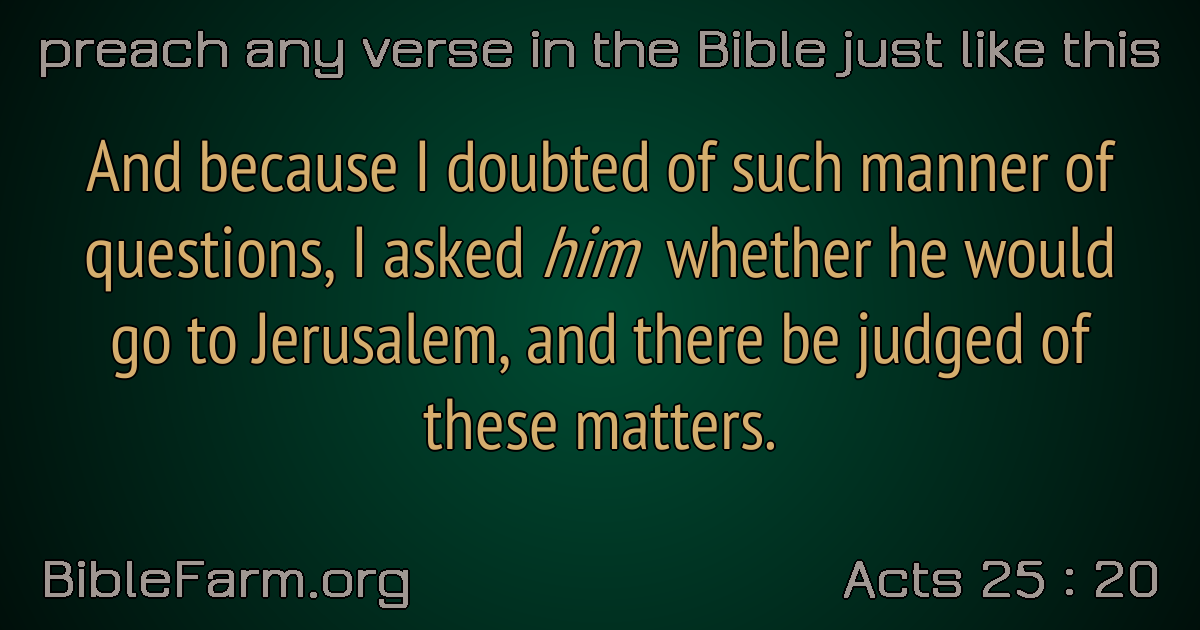 preach any verse in the Bible just like this
And because I doubted of such manner of
questions, I asked him whether he would
go to Jerusalem, and there be judged of
these matters.
BibleFarm.org
Acts 25 : 20